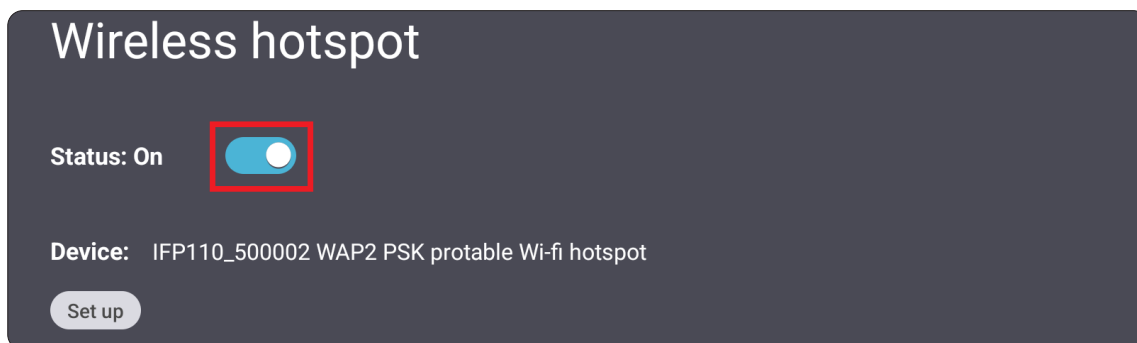 Wireless hotspot
Status: On
Device: IFP110_500002 WAP2 PSK protable Wi-fi hotspot
Set up